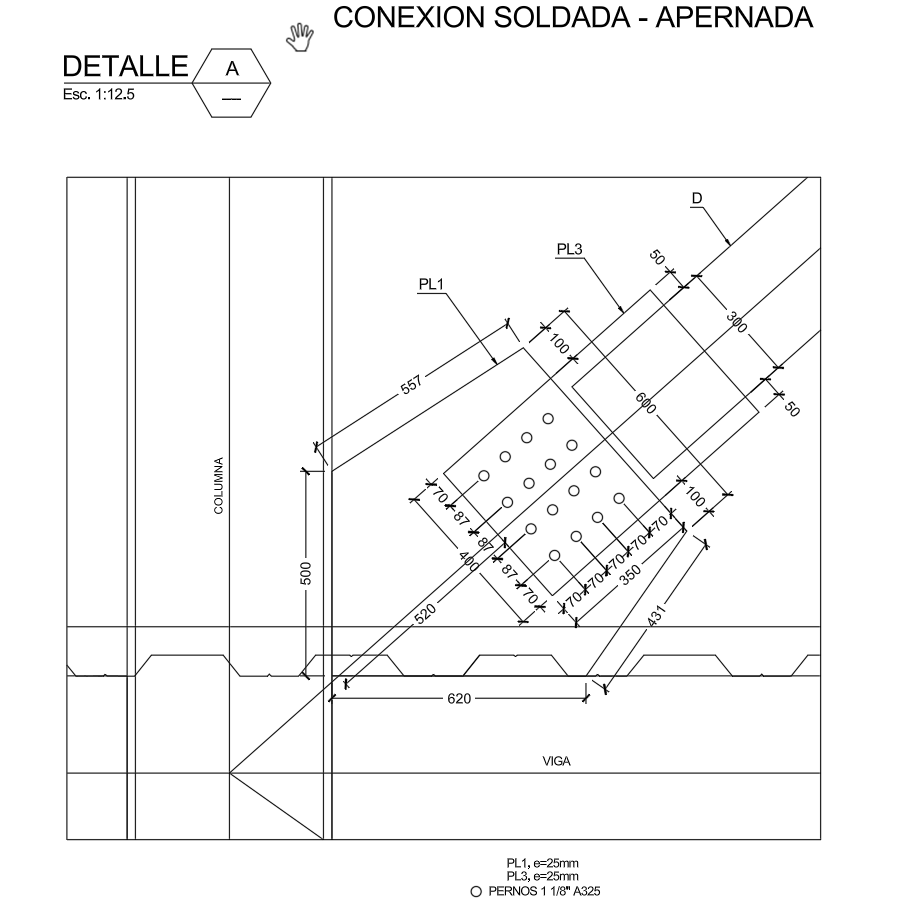 CONEXION SOLDADA - APERNADA
DETALLE
A
Esc. 1:12.5
D
PL3
50
PL1
300
100
557
600
50
COLUMNA
70
87
87
87
70
400
100
70
70
70
70
70
350
500
520
431
620
VIGA
PL1, e=25mm
PL3, e=25mm
PERNOS 1 1/8" A325